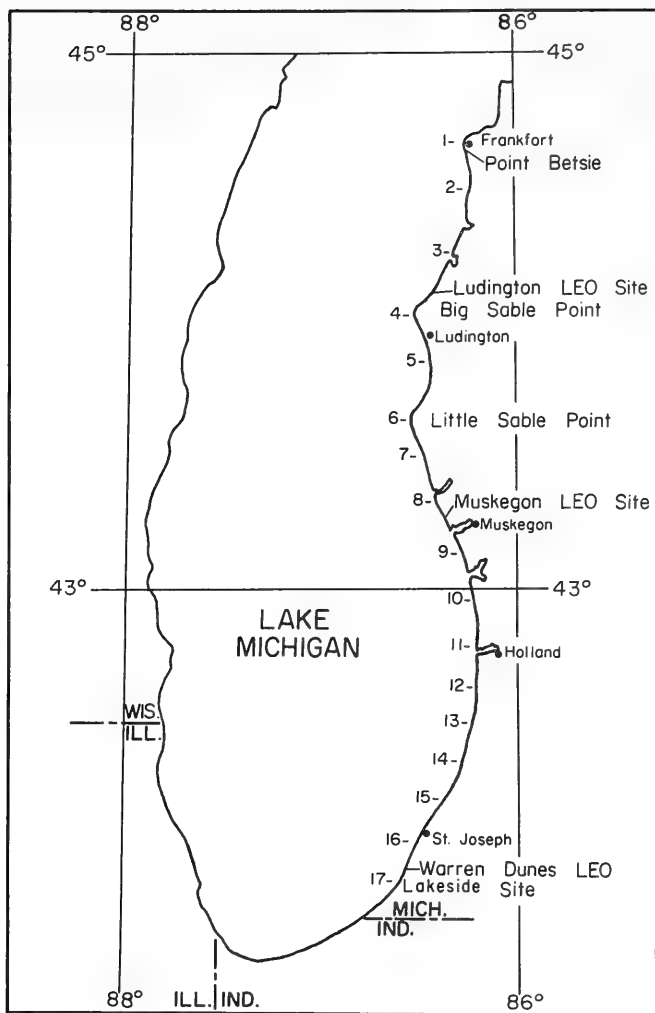 88°
86°
45°
45°
1-
Frankfort
Point Betsie
2-
3-
Ludington LEO Site
4-
Big Sable Point
Ludington
5-
6-
Little Sable Point
7-
8-
Muskegon LEO Site
Muskegon
9-
43°
43°
10-
LAKE
MICHIGAN
11-
Holland
12-
WIS.
ILL.
13-
14-
15-
16-
St. Joseph
Warren Dunes LEO
17-
Lakeside Site
MICH.
IND.
88°
ILL.
IND.
86°